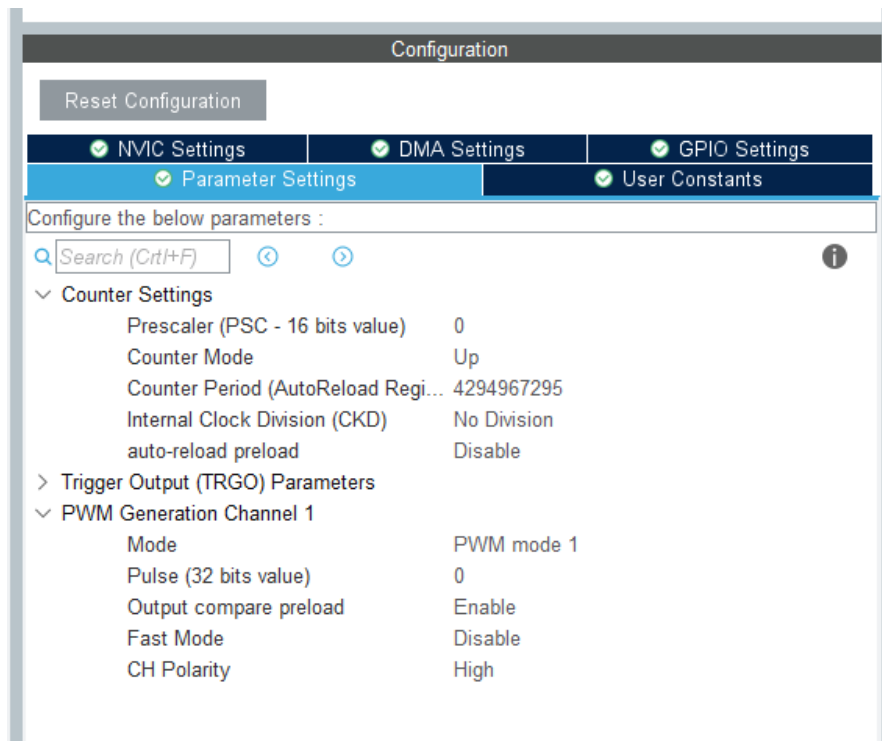 Configuration
Reset Configuration
NVIC Settings DMA Settings GPIO Settings
Parameter Settings User Constants
Configure the below parameters :
Search (Crtl+F)
Counter Settings
Prescaler (PSC - 16 bits value) 0
Counter Mode Up
Counter Period (AutoReload Regi... 4294967295
Internal Clock Division (CKD) No Division
auto-reload preload Disable
Trigger Output (TRGO) Parameters
PWM Generation Channel 1
Mode PWM mode 1
Pulse (32 bits value) 0
Output compare preload Enable
Fast Mode Disable
CH Polarity High